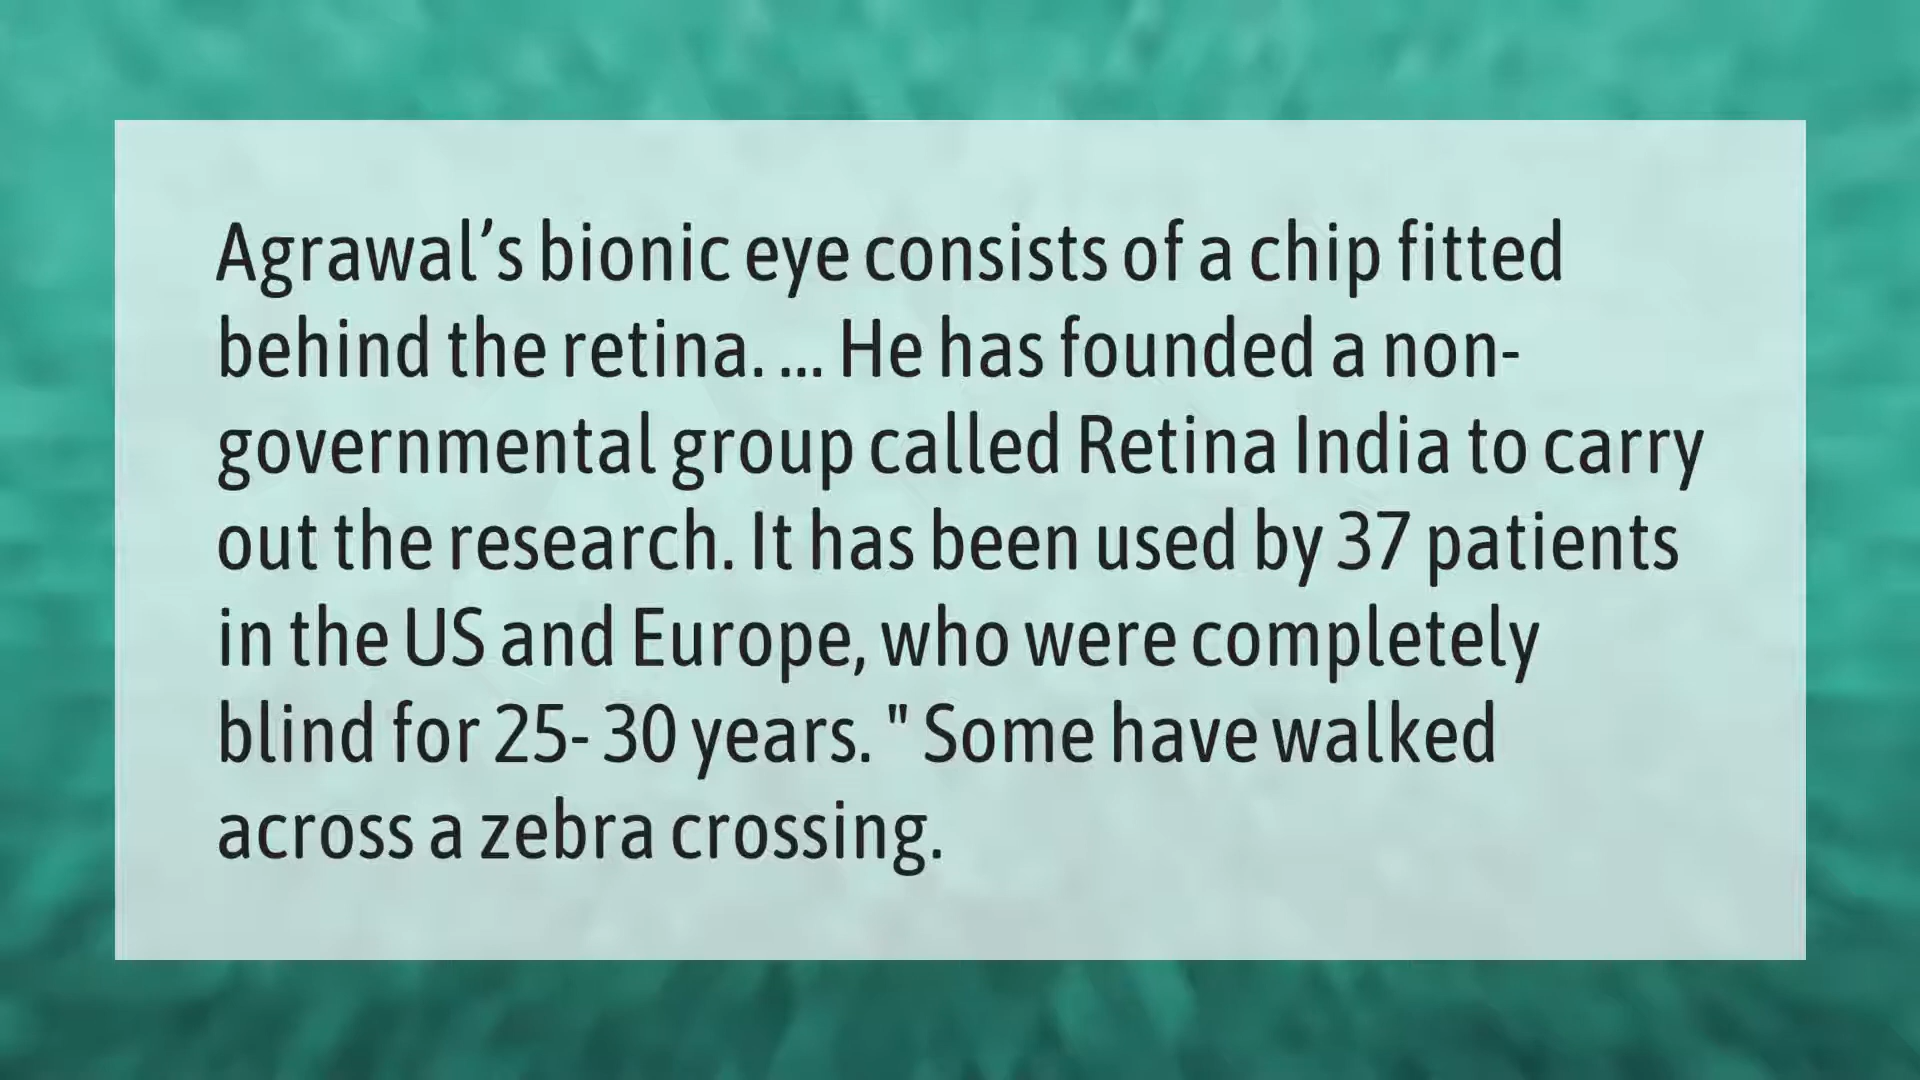 Agrawal’s bionic eye consists of a chip fitted
behind the retina. ... He has founded a non-
governmental group called Retina India to carry
out the research. It has been used by 37 patients
in the US and Europe, who were completely
blind for 25- 30 years. " Some have walked
across a zebra crossing.